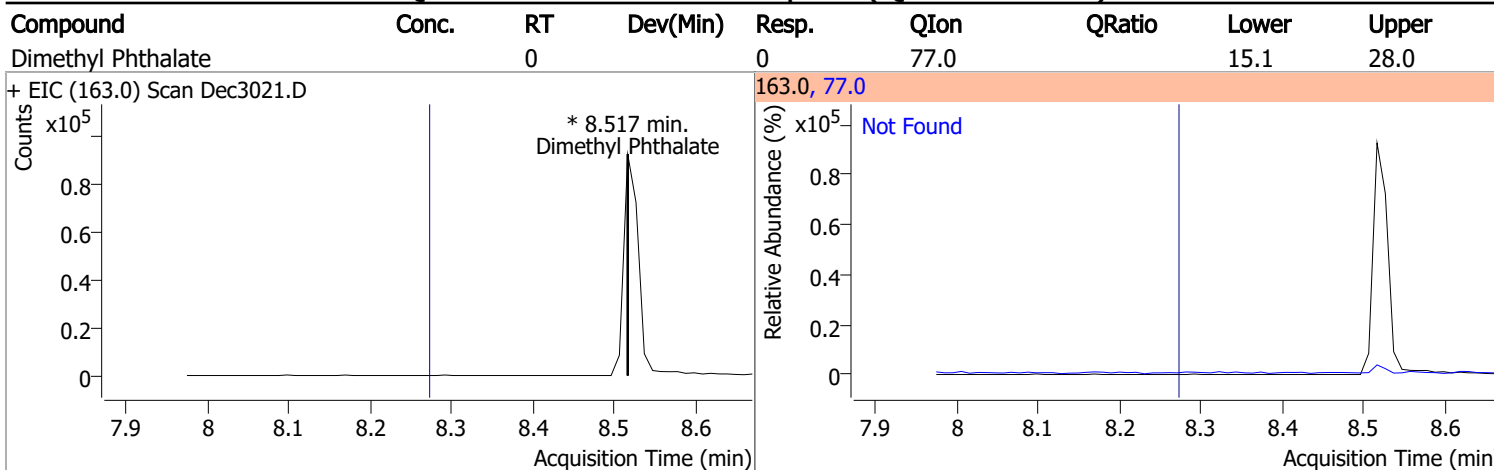 Compound Conc. RT Dev(Min) Resp. QIon QRatio Lower Upper
Dimethyl Phthalate 0 0 77.0 15.1 28.0
+ EIC (163.0) Scan Dec3021.D
Counts
x10⁵
* 8.517 min.
Dimethyl Phthalate
0.8
0.6
0.4
0.2
0
7.9 8 8.1 8.2 8.3 8.4 8.5 8.6
Acquisition Time (min)
163.0, 77.0
Relative Abundance (%)
x10⁵
Not Found
0.8
0.6
0.4
0.2
0
7.9 8 8.1 8.2 8.3 8.4 8.5 8.6
Acquisition Time (min